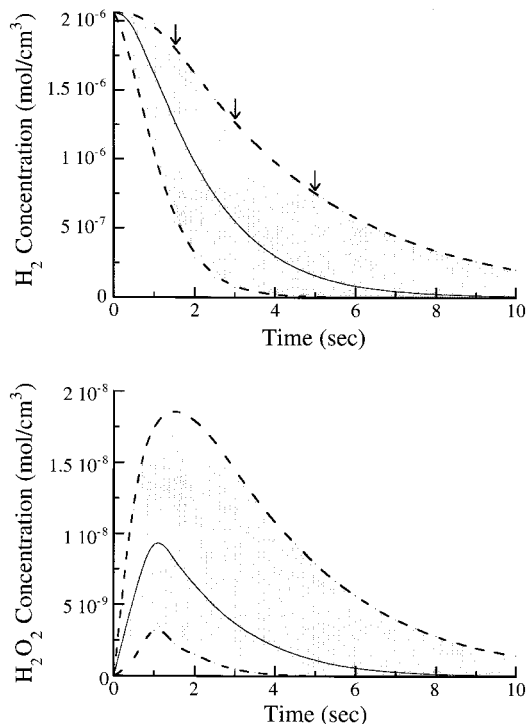 H₂ Concentration (mol/cm³)
2 10⁻⁶
1.5 10⁻⁶
1 10⁻⁶
5 10⁻⁷
0
0 2 4 6 8 10
Time (sec)
H₂O₂ Concentration (mol/cm³)
2 10⁻⁸
1.5 10⁻⁸
1 10⁻⁸
5 10⁻⁹
0
0 2 4 6 8 10
Time (sec)